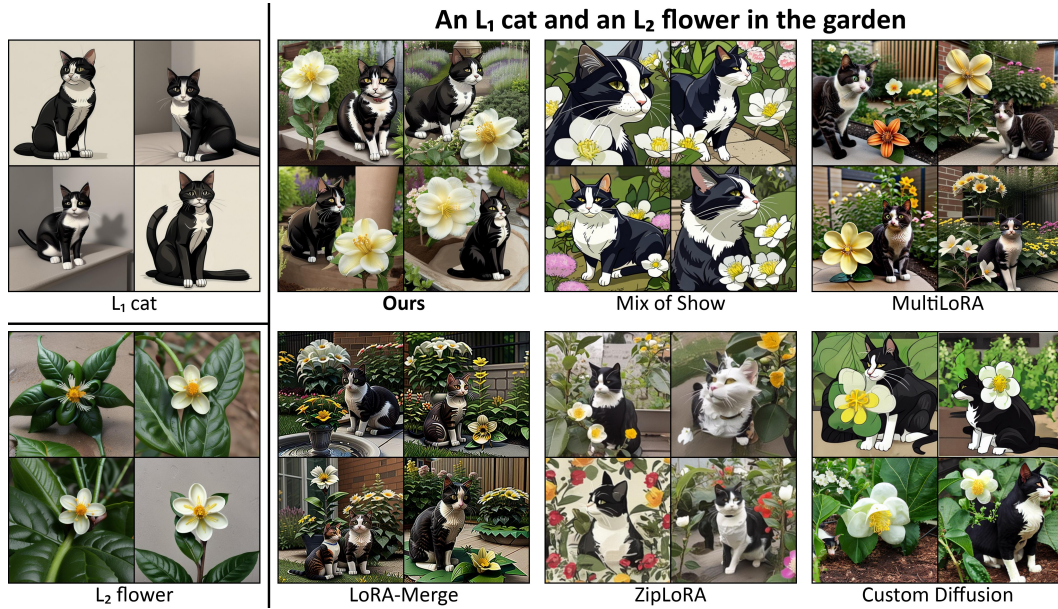 An L₁ cat and an L₂ flower in the garden
L₁ cat
Ours
Mix of Show
MultiLoRA
L₂ flower
LoRA-Merge
ZipLoRA
Custom Diffusion